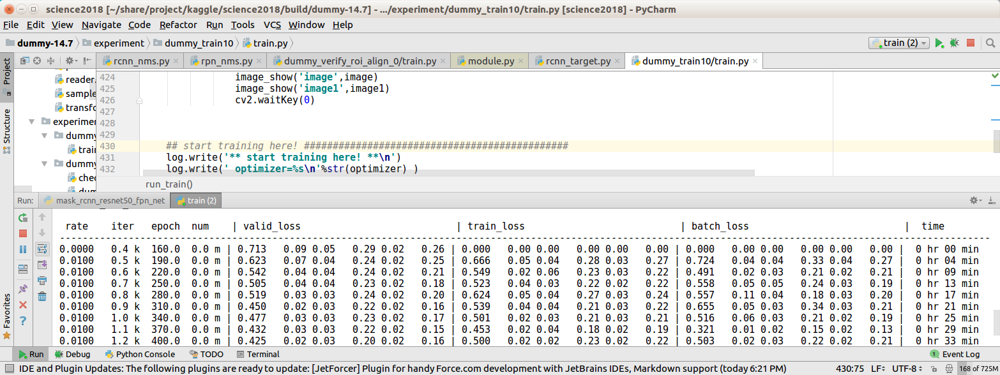 science2018 [~/share/project/kaggle/science2018/build/dummy-14.7] - .../experiment/dummy_train10/train.py [science2018] - PyCharm
File Edit View Navigate Code Refactor Run Tools VCS Window Help
dummy-14.7 experiment dummy_train10 train.py train (2)
rcnn_nms.py rpn_nms.py dummy_verify_roi_align_0/train.py module.py rcnn_target.py dummy_train10/train.py
Project
Structure
Favorites
reader.
sample
transfo
experimen
dummy
train
dummy
chec
dum
424 image_show('image',image)
425 image_show('image1',image1)
426 cv2.waitKey(0)
427
428
429
430 ## start training here! ##############################################
431 log.write('** start training here! **\n')
432 log.write(' optimizer=%s\n'%str(optimizer) )
run_train()
Run: mask_rcnn_resnet50_fpn_net train (2)
rate iter epoch num | valid_loss | train_loss | batch_loss | time
0.0000 0.4 k 160.0 0.0 m | 0.713 0.09 0.05 0.29 0.02 0.26 | 0.000 0.00 0.00 0.00 0.00 0.00 | 0.000 0.00 0.00 0.00 0.00 0.00 | 0 hr 00 min
0.0100 0.5 k 190.0 0.0 m | 0.623 0.07 0.04 0.24 0.02 0.25 | 0.666 0.05 0.04 0.28 0.03 0.27 | 0.724 0.04 0.04 0.33 0.04 0.27 | 0 hr 04 min
0.0100 0.6 k 220.0 0.0 m | 0.542 0.04 0.04 0.24 0.02 0.21 | 0.549 0.02 0.06 0.23 0.03 0.22 | 0.491 0.02 0.03 0.21 0.02 0.21 | 0 hr 09 min
0.0100 0.7 k 250.0 0.0 m | 0.505 0.04 0.04 0.23 0.02 0.18 | 0.523 0.04 0.03 0.22 0.02 0.22 | 0.558 0.05 0.05 0.24 0.03 0.19 | 0 hr 13 min
0.0100 0.8 k 280.0 0.0 m | 0.519 0.03 0.03 0.24 0.02 0.20 | 0.624 0.05 0.04 0.27 0.03 0.24 | 0.557 0.11 0.04 0.18 0.03 0.20 | 0 hr 17 min
0.0100 0.9 k 310.0 0.0 m | 0.450 0.02 0.03 0.22 0.02 0.16 | 0.539 0.04 0.04 0.21 0.03 0.22 | 0.655 0.05 0.03 0.34 0.03 0.21 | 0 hr 21 min
0.0100 1.0 k 340.0 0.0 m | 0.477 0.03 0.03 0.23 0.02 0.17 | 0.501 0.02 0.03 0.21 0.03 0.21 | 0.516 0.06 0.03 0.21 0.02 0.19 | 0 hr 25 min
0.0100 1.1 k 370.0 0.0 m | 0.432 0.03 0.03 0.22 0.02 0.15 | 0.453 0.02 0.04 0.18 0.02 0.19 | 0.321 0.01 0.02 0.15 0.02 0.13 | 0 hr 29 min
0.0100 1.2 k 400.0 0.0 m | 0.425 0.02 0.03 0.20 0.02 0.16 | 0.500 0.02 0.02 0.23 0.02 0.22 | 0.503 0.02 0.03 0.22 0.02 0.21 | 0 hr 33 min
Run Debug Python Console TODO Terminal 1 Event Log
IDE and Plugin Updates: The following plugins are ready to update: [JetForcer] Plugin for handy Force.com development with JetBrains IDEs, Markdown support (today 6:21 PM) 430:75 LF UTF-8 168 of 725M